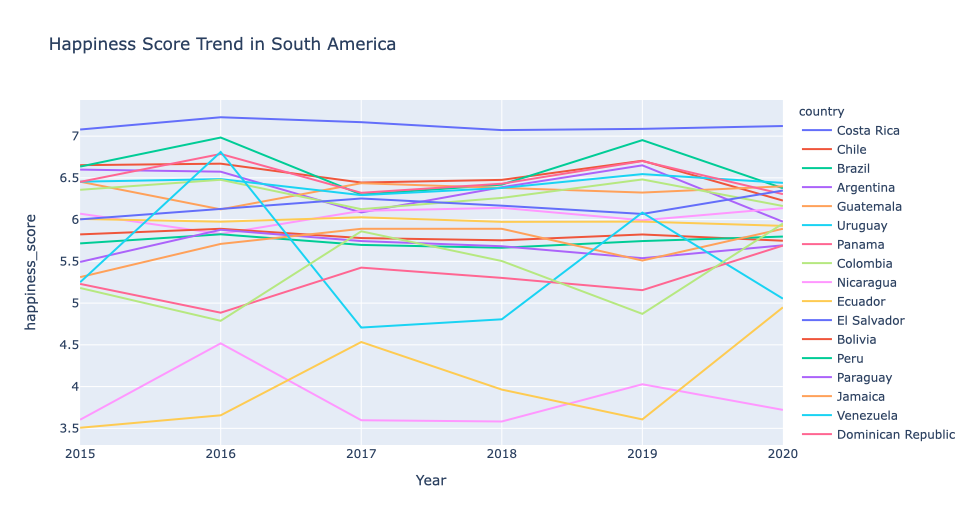 Happiness Score Trend in South America
country
Costa Rica
Chile
Brazil
Argentina
Guatemala
Uruguay
Panama
Colombia
Nicaragua
Ecuador
El Salvador
Bolivia
Peru
Paraguay
Jamaica
Venezuela
Dominican Republic
happiness_score
7
6.5
6
5.5
5
4.5
4
3.5
2015 2016 2017 2018 2019 2020
Year